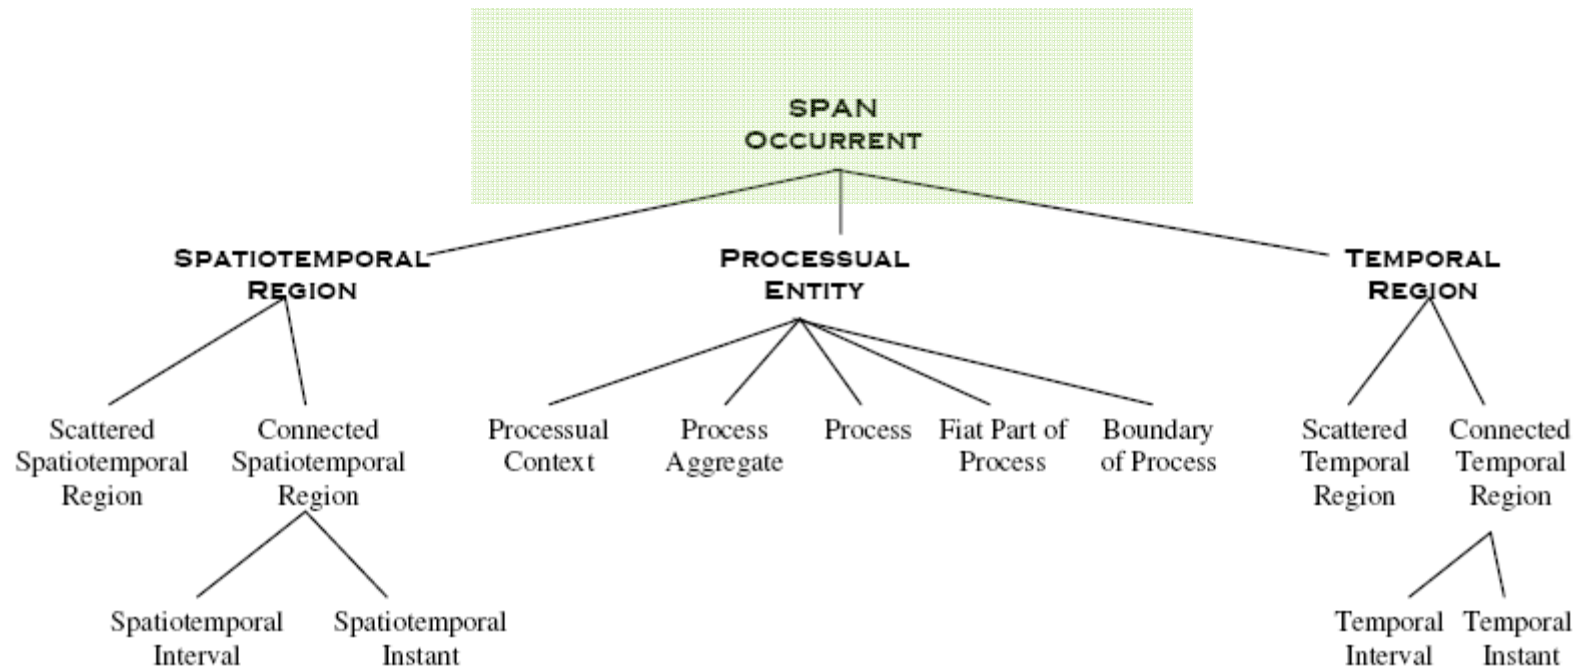 SPAN
OCCURRENT
SPATIOTEMPORAL
REGION
PROCESSUAL
ENTITY
TEMPORAL
REGION
Scattered
Spatiotemporal
Region
Connected
Spatiotemporal
Region
Processual
Context
Process
Aggregate
Process
Fiat Part of
Process
Boundary
of Process
Scattered
Temporal
Region
Connected
Temporal
Region
Spatiotemporal
Interval
Spatiotemporal
Instant
Temporal
Interval
Temporal
Instant